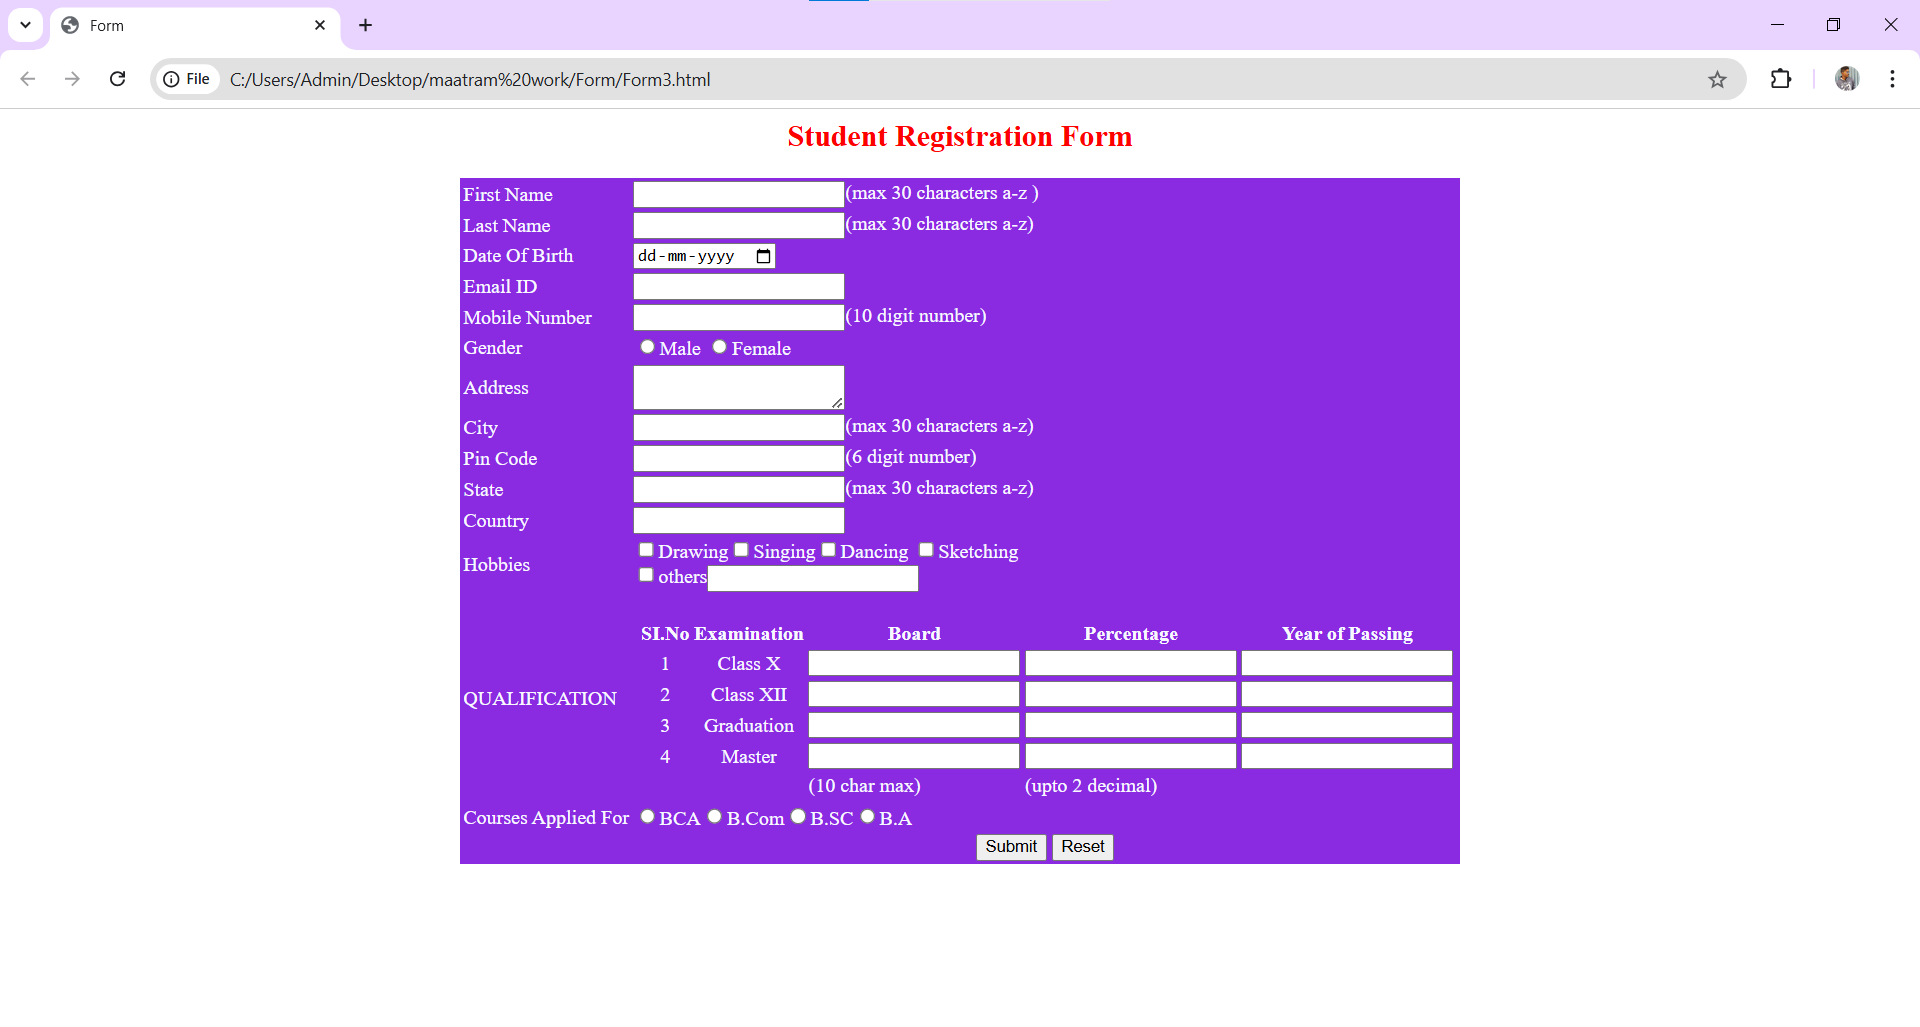 Form
File C:/Users/Admin/Desktop/maatram%20work/Form/Form3.html
Student Registration Form
First Name (max 30 characters a-z )
Last Name (max 30 characters a-z)
Date Of Birth dd-mm-yyyy
Email ID
Mobile Number (10 digit number)
Gender Male Female
Address
City (max 30 characters a-z)
Pin Code (6 digit number)
State (max 30 characters a-z)
Country
Hobbies Drawing Singing Dancing Sketching
others
SI.No Examination Board Percentage Year of Passing
1 Class X
2 Class XII
QUALIFICATION
3 Graduation
4 Master
(10 char max) (upto 2 decimal)
Courses Applied For BCA B.Com B.SC B.A
Submit Reset